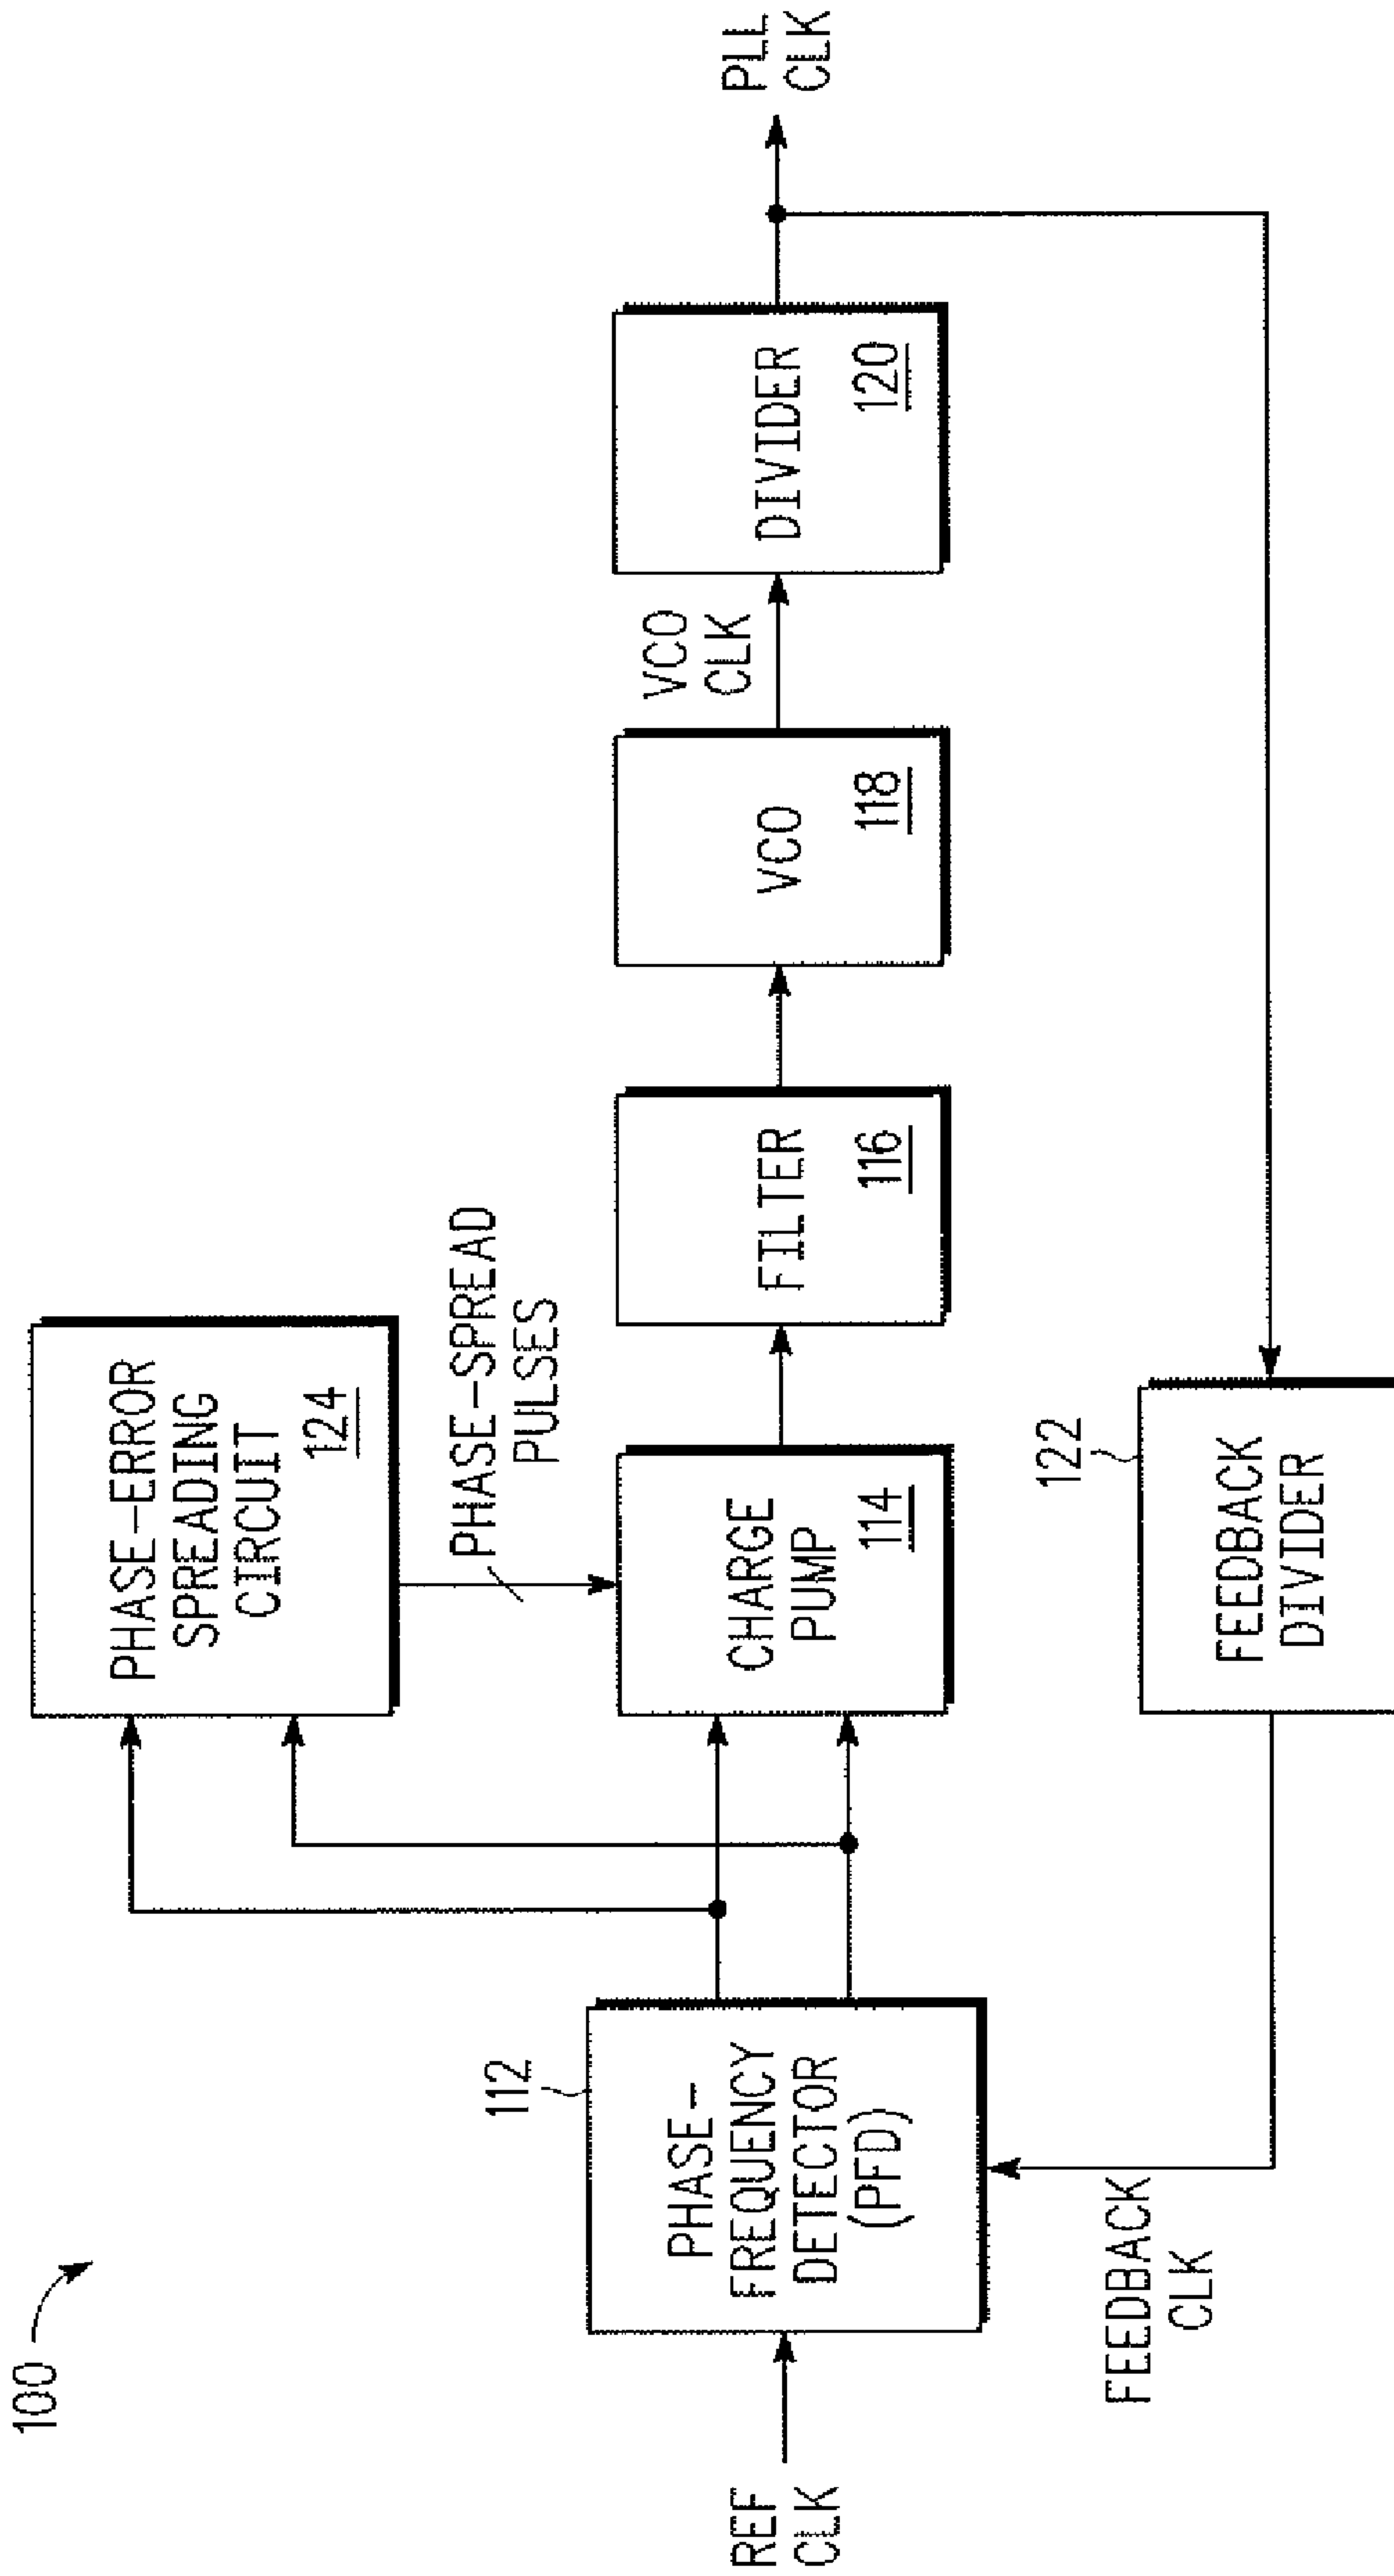 100
PHASE-ERROR
SPREADING
CIRCUIT
124
PHASE-SPREAD
PULSES
112
PHASE-
FREQUENCY
DETECTOR
(PFD)
REF
CLK
CHARGE
PUMP
114
FILTER
116
VCO
118
VCO
CLK
DIVIDER
120
PLL
CLK
FEEDBACK
CLK
122
FEEDBACK
DIVIDER